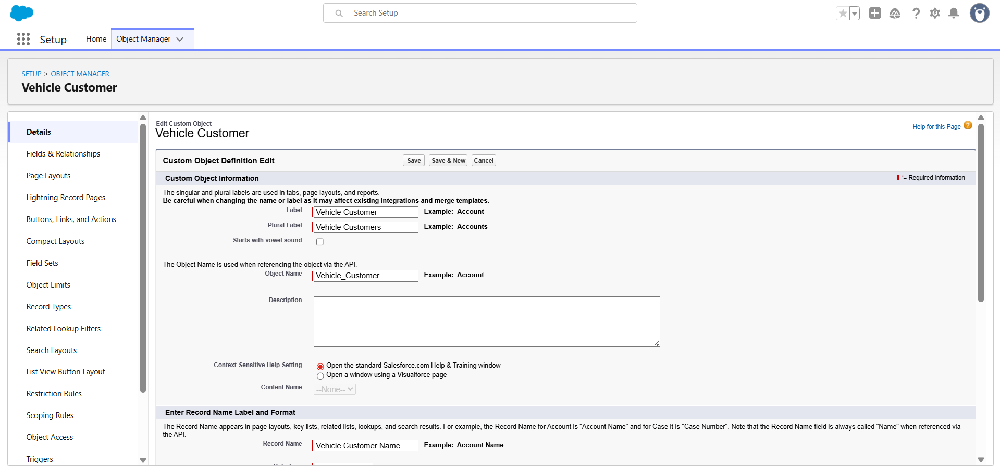 Search Setup
Setup
Home
Object Manager
SETUP > OBJECT MANAGER
Vehicle Customer
Details
Fields & Relationships
Page Layouts
Lightning Record Pages
Buttons, Links, and Actions
Compact Layouts
Field Sets
Object Limits
Record Types
Related Lookup Filters
Search Layouts
List View Button Layout
Restriction Rules
Scoping Rules
Object Access
Triggers
Edit Custom Object
Vehicle Customer
Help for this Page ?
Custom Object Definition Edit
Save
Save & New
Cancel
Custom Object Information
*= Required Information
The singular and plural labels are used in tabs, page layouts, and reports.
Be careful when changing the name or label as it may affect existing integrations and merge templates.
Label Vehicle Customer Example: Account
Plural Label Vehicle Customers Example: Accounts
Starts with vowel sound
The Object Name is used when referencing the object via the API.
Object Name Vehicle_Customer Example: Account
Description
Context-Sensitive Help Setting Open the standard Salesforce.com Help & Training window
Open a window using a Visualforce page
Content Name --None--
Enter Record Name Label and Format
The Record Name appears in page layouts, key lists, related lists, lookups, and search results. For example, the Record Name for Account is "Account Name" and for Case it is "Case Number". Note that the Record Name field is always called "Name" when referenced via
the API.
Record Name Vehicle Customer Name Example: Account Name